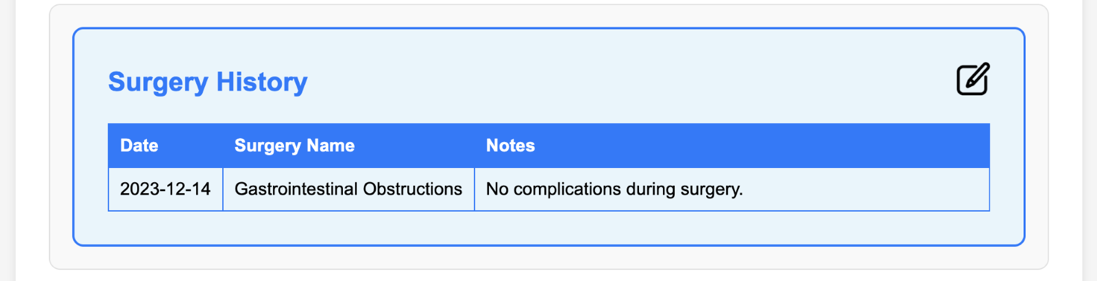 Surgery History
Date Surgery Name Notes
2023-12-14 Gastrointestinal Obstructions No complications during surgery.